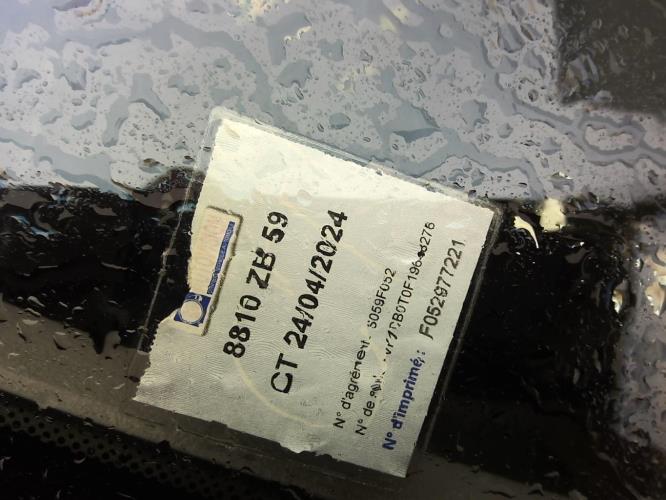 8810 ZB 59
CT 24/04/2024
N° d'agrément: S059F052
N° de
N° d'imprimé: F052977221